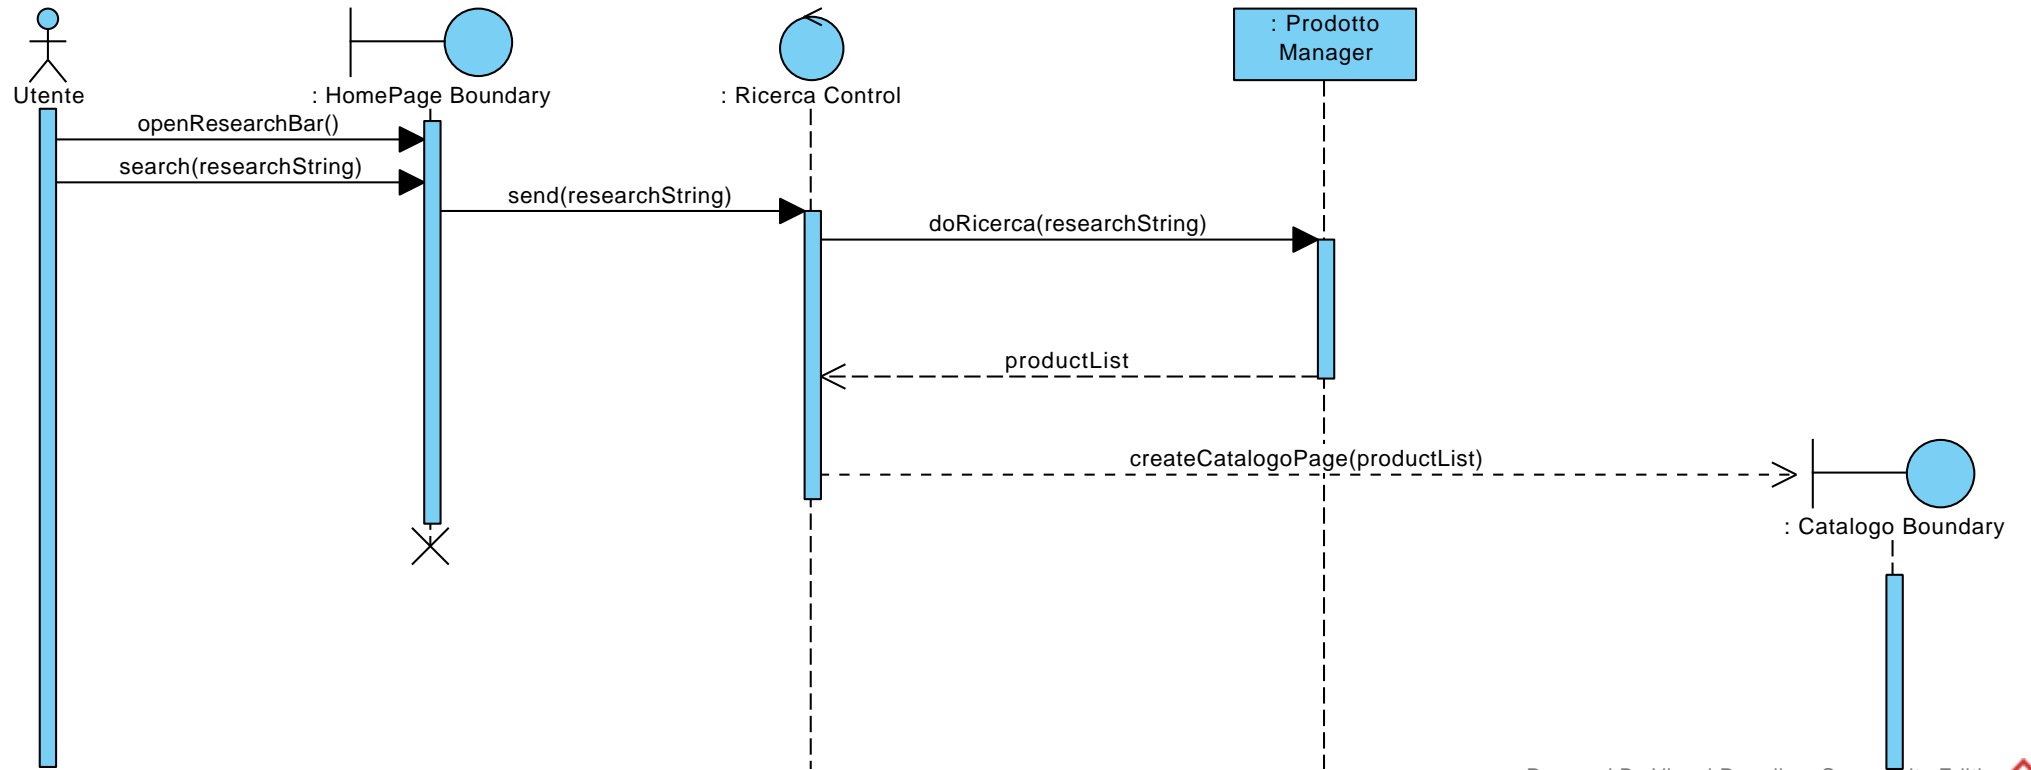 : Prodotto
Manager
Utente
: HomePage Boundary
: Ricerca Control
openResearchBar()
search(researchString)
send(researchString)
doRicerca(researchString)
productList
createCatalogoPage(productList)
: Catalogo Boundary